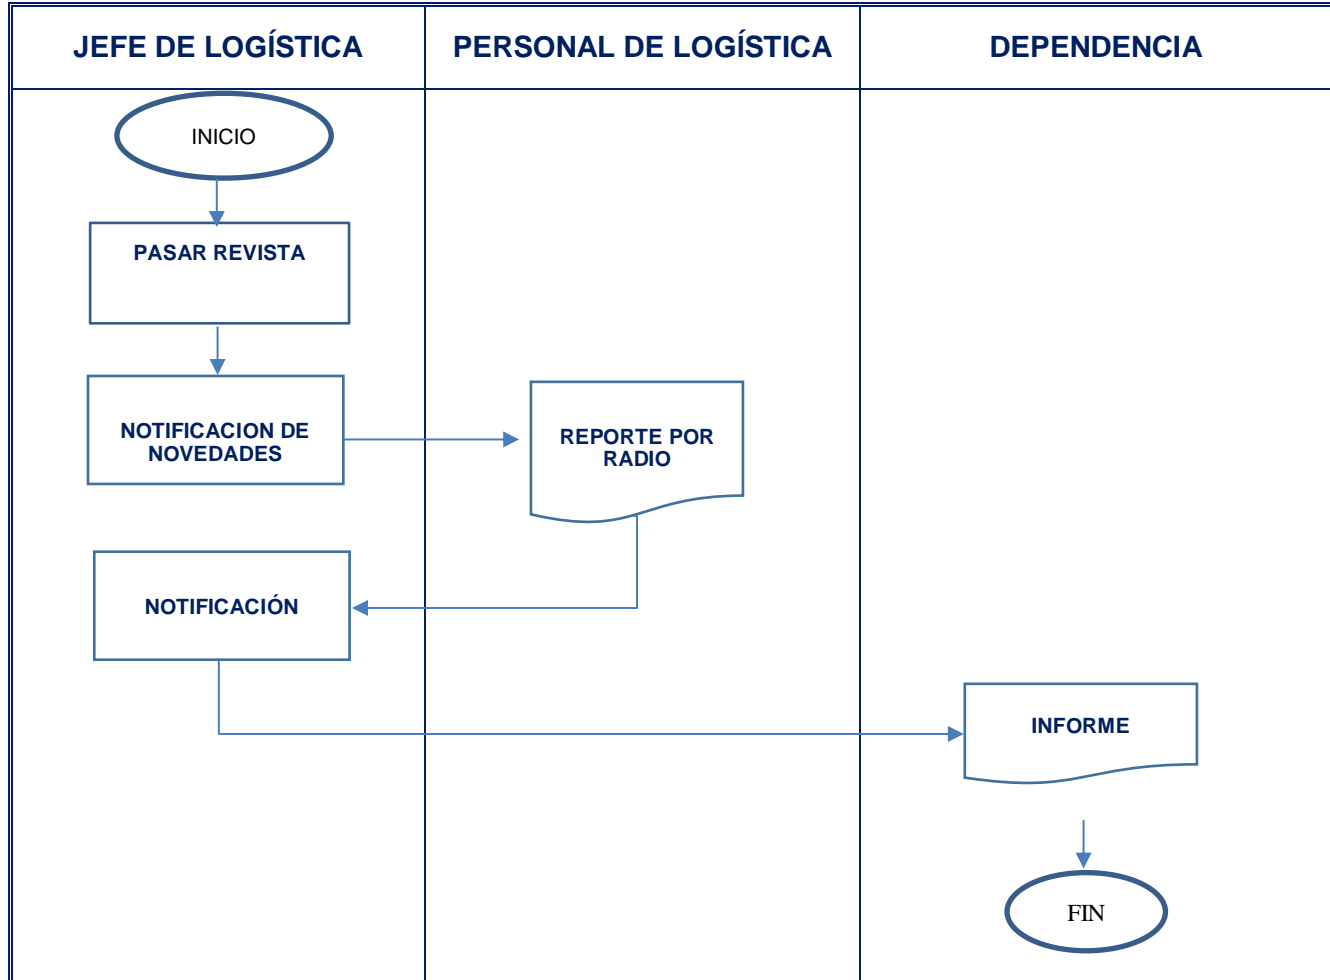 JEFE DE LOGÍSTICA
PERSONAL DE LOGÍSTICA
DEPENDENCIA
INICIO
PASAR REVISTA
NOTIFICACION DE
NOVEDADES
REPORTE POR
RADIO
NOTIFICACIÓN
INFORME
FIN